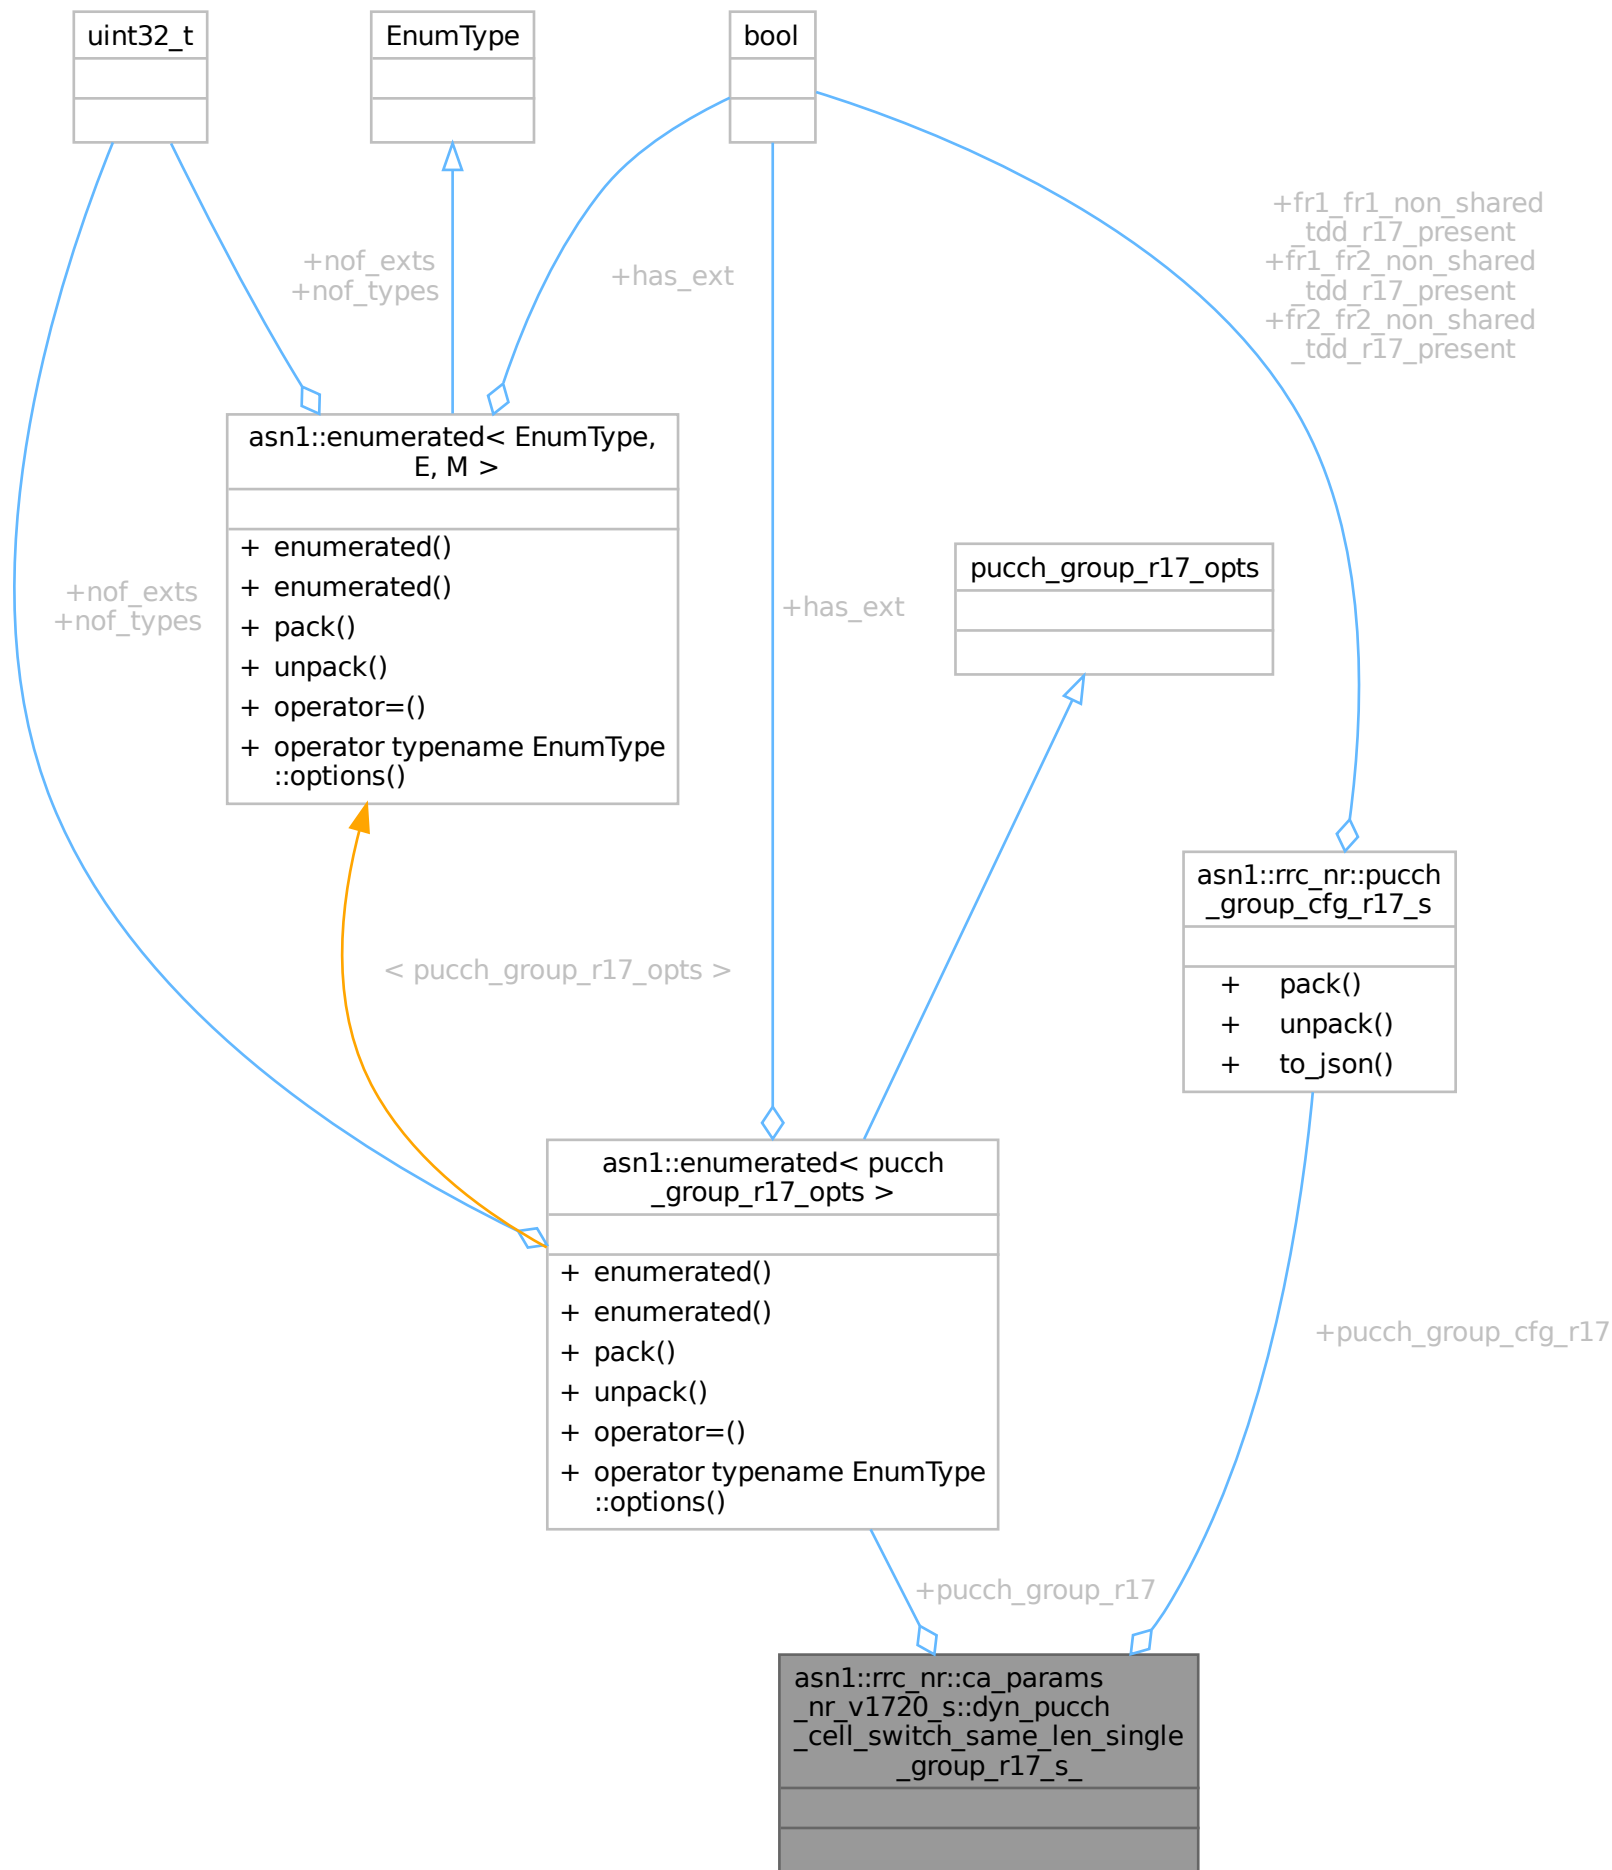 uint32_t
EnumType
bool
+fr1_fr1_non_shared
_tdd_r17_present
+fr1_fr2_non_shared
_tdd_r17_present
+fr2_fr2_non_shared
_tdd_r17_present
+nof_exts
+nof_types
+has_ext
asn1::enumerated< EnumType,
E, M >
+ enumerated()
+ enumerated()
+ pack()
+ unpack()
+ operator=()
+ operator typename EnumType
::options()
pucch_group_r17_opts
+nof_exts
+nof_types
+has_ext
asn1::rrc_nr::pucch
_group_cfg_r17_s
+ pack()
+ unpack()
+ to_json()
< pucch_group_r17_opts >
asn1::enumerated< pucch
_group_r17_opts >
+ enumerated()
+ enumerated()
+ pack()
+ unpack()
+ operator=()
+ operator typename EnumType
::options()
+pucch_group_cfg_r17
+pucch_group_r17
asn1::rrc_nr::ca_params
_nr_v1720_s::dyn_pucch
_cell_switch_same_len_single
_group_r17_s_